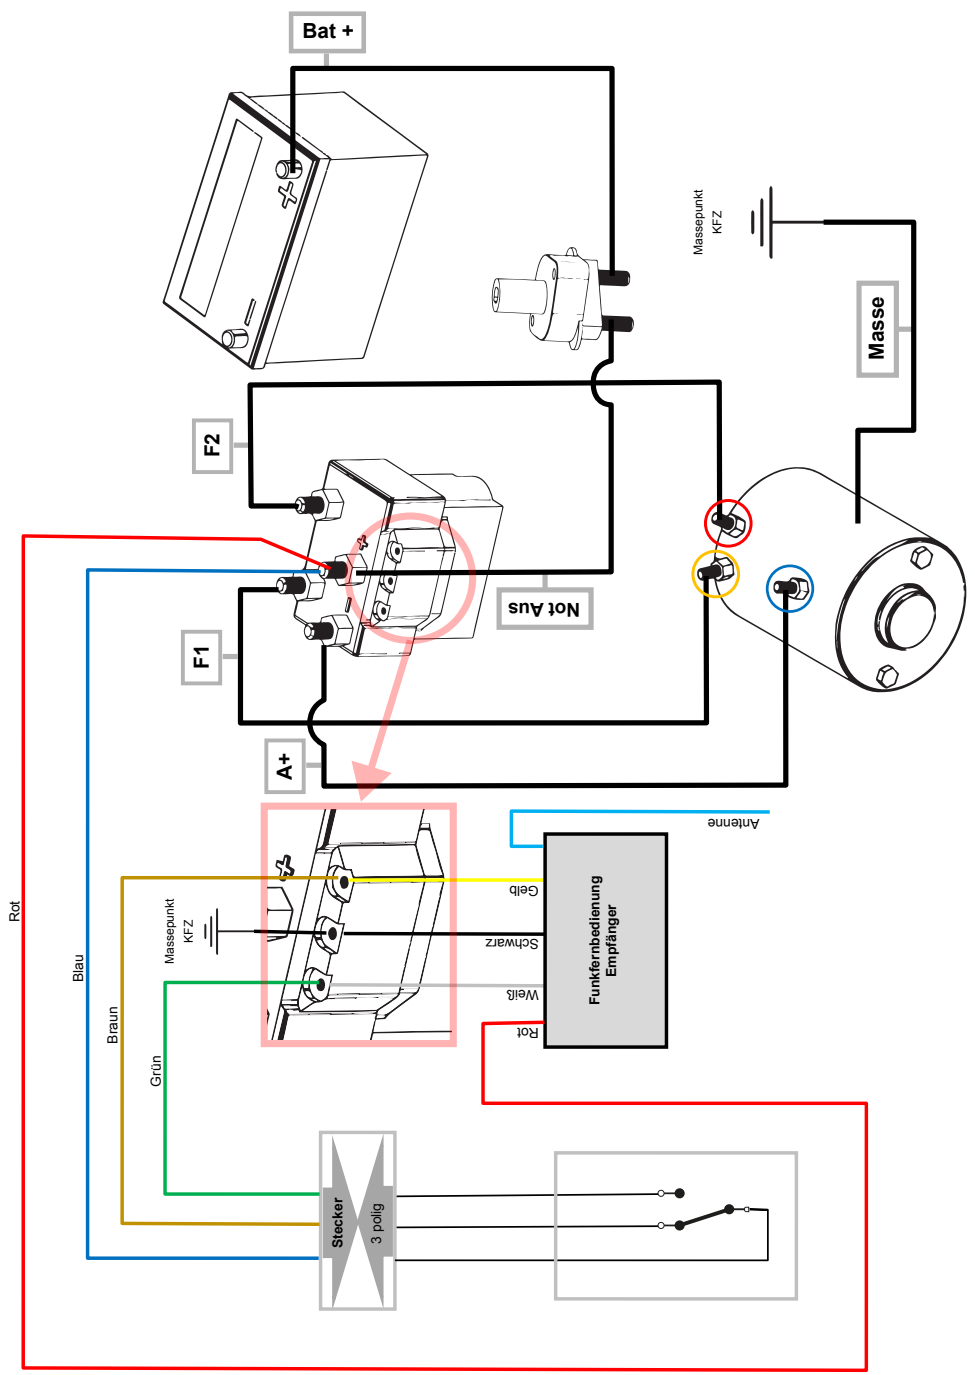 Bat +
Massepunkt
KFZ
Masse
F2
Not Aus
F1
A+
Antenne
Rot
Massepunkt
KFZ
Gelb
Schwarz
Weiß
Rot
Funkfernbedienung
Empfänger
Blau
Braun
Grün
Stecker
3 polig